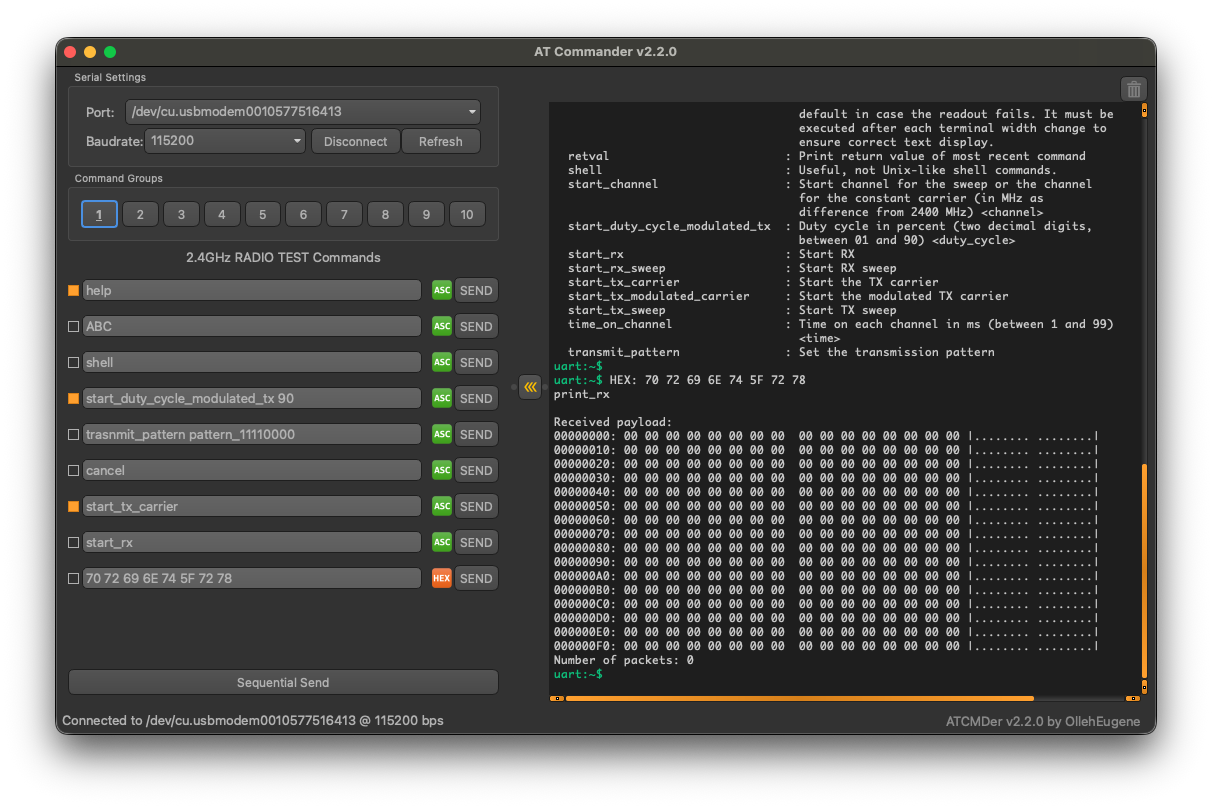 AT Commander v2.2.0
Serial Settings
Port: /dev/cu.usbmodem0010577516413
Baudrate: 115200 Disconnect Refresh
Command Groups
1 2 3 4 5 6 7 8 9 10
2.4GHz RADIO TEST Commands
help ASC SEND
ABC ASC SEND
shell ASC SEND
start_duty_cycle_modulated_tx 90 ASC SEND
trasnmit_pattern pattern_11110000 ASC SEND
cancel ASC SEND
start_tx_carrier ASC SEND
start_rx ASC SEND
70 72 69 6E 74 5F 72 78 HEX SEND
Sequential Send
default in case the readout fails. It must be
executed after each terminal width change to
ensure correct text display.
retval : Print return value of most recent command
shell : Useful, not Unix-like shell commands.
start_channel : Start channel for the sweep or the channel
for the constant carrier (in MHz as
difference from 2400 MHz) <channel>
start_duty_cycle_modulated_tx : Duty cycle in percent (two decimal digits,
between 01 and 90) <duty_cycle>
start_rx : Start RX
start_rx_sweep : Start RX sweep
start_tx_carrier : Start the TX carrier
start_tx_modulated_carrier : Start the modulated TX carrier
start_tx_sweep : Start TX sweep
time_on_channel : Time on each channel in ms (between 1 and 99)
<time>
transmit_pattern : Set the transmission pattern
uart:~$
uart:~$ HEX: 70 72 69 6E 74 5F 72 78
print_rx
Received payload:
00000000: 00 00 00 00 00 00 00 00 00 00 00 00 00 00 00 00 |........ ........|
00000010: 00 00 00 00 00 00 00 00 00 00 00 00 00 00 00 00 |........ ........|
00000020: 00 00 00 00 00 00 00 00 00 00 00 00 00 00 00 00 |........ ........|
00000030: 00 00 00 00 00 00 00 00 00 00 00 00 00 00 00 00 |........ ........|
00000040: 00 00 00 00 00 00 00 00 00 00 00 00 00 00 00 00 |........ ........|
00000050: 00 00 00 00 00 00 00 00 00 00 00 00 00 00 00 00 |........ ........|
00000060: 00 00 00 00 00 00 00 00 00 00 00 00 00 00 00 00 |........ ........|
00000070: 00 00 00 00 00 00 00 00 00 00 00 00 00 00 00 00 |........ ........|
00000080: 00 00 00 00 00 00 00 00 00 00 00 00 00 00 00 00 |........ ........|
00000090: 00 00 00 00 00 00 00 00 00 00 00 00 00 00 00 00 |........ ........|
000000A0: 00 00 00 00 00 00 00 00 00 00 00 00 00 00 00 00 |........ ........|
000000B0: 00 00 00 00 00 00 00 00 00 00 00 00 00 00 00 00 |........ ........|
000000C0: 00 00 00 00 00 00 00 00 00 00 00 00 00 00 00 00 |........ ........|
000000D0: 00 00 00 00 00 00 00 00 00 00 00 00 00 00 00 00 |........ ........|
000000E0: 00 00 00 00 00 00 00 00 00 00 00 00 00 00 00 00 |........ ........|
000000F0: 00 00 00 00 00 00 00 00 00 00 00 00 00 00 00 00 |........ ........|
Number of packets: 0
uart:~$
Connected to /dev/cu.usbmodem0010577516413 @ 115200 bps
ATCMDer v2.2.0 by OllehEugene